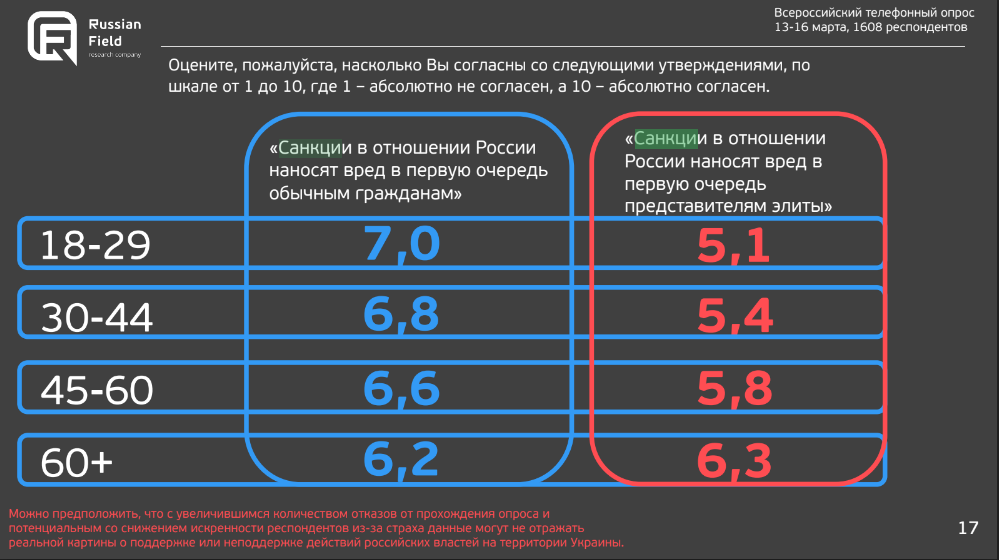 Russian
Field
research company
Всероссийский телефонный опрос
13-16 марта, 1608 респондентов
Оцените, пожалуйста, насколько Вы согласны со следующими утверждениями, по
шкале от 1 до 10, где 1 – абсолютно не согласен, а 10 – абсолютно согласен.
«Санкции в отношении России
наносят вред в первую очередь
обычным гражданам»
«Санкции в отношении
России наносят вред в
первую очередь
представителям элиты»
18-29 7,0 5,1
30-44 6,8 5,4
45-60 6,6 5,8
60+ 6,2 6,3
Можно предположить, что с увеличившимся количеством отказов от прохождения опроса и
потенциальным со снижением искренности респондентов из-за страха данные могут не отражать
реальной картины о поддержке или неподдержке действий российских властей на территории Украины.
17